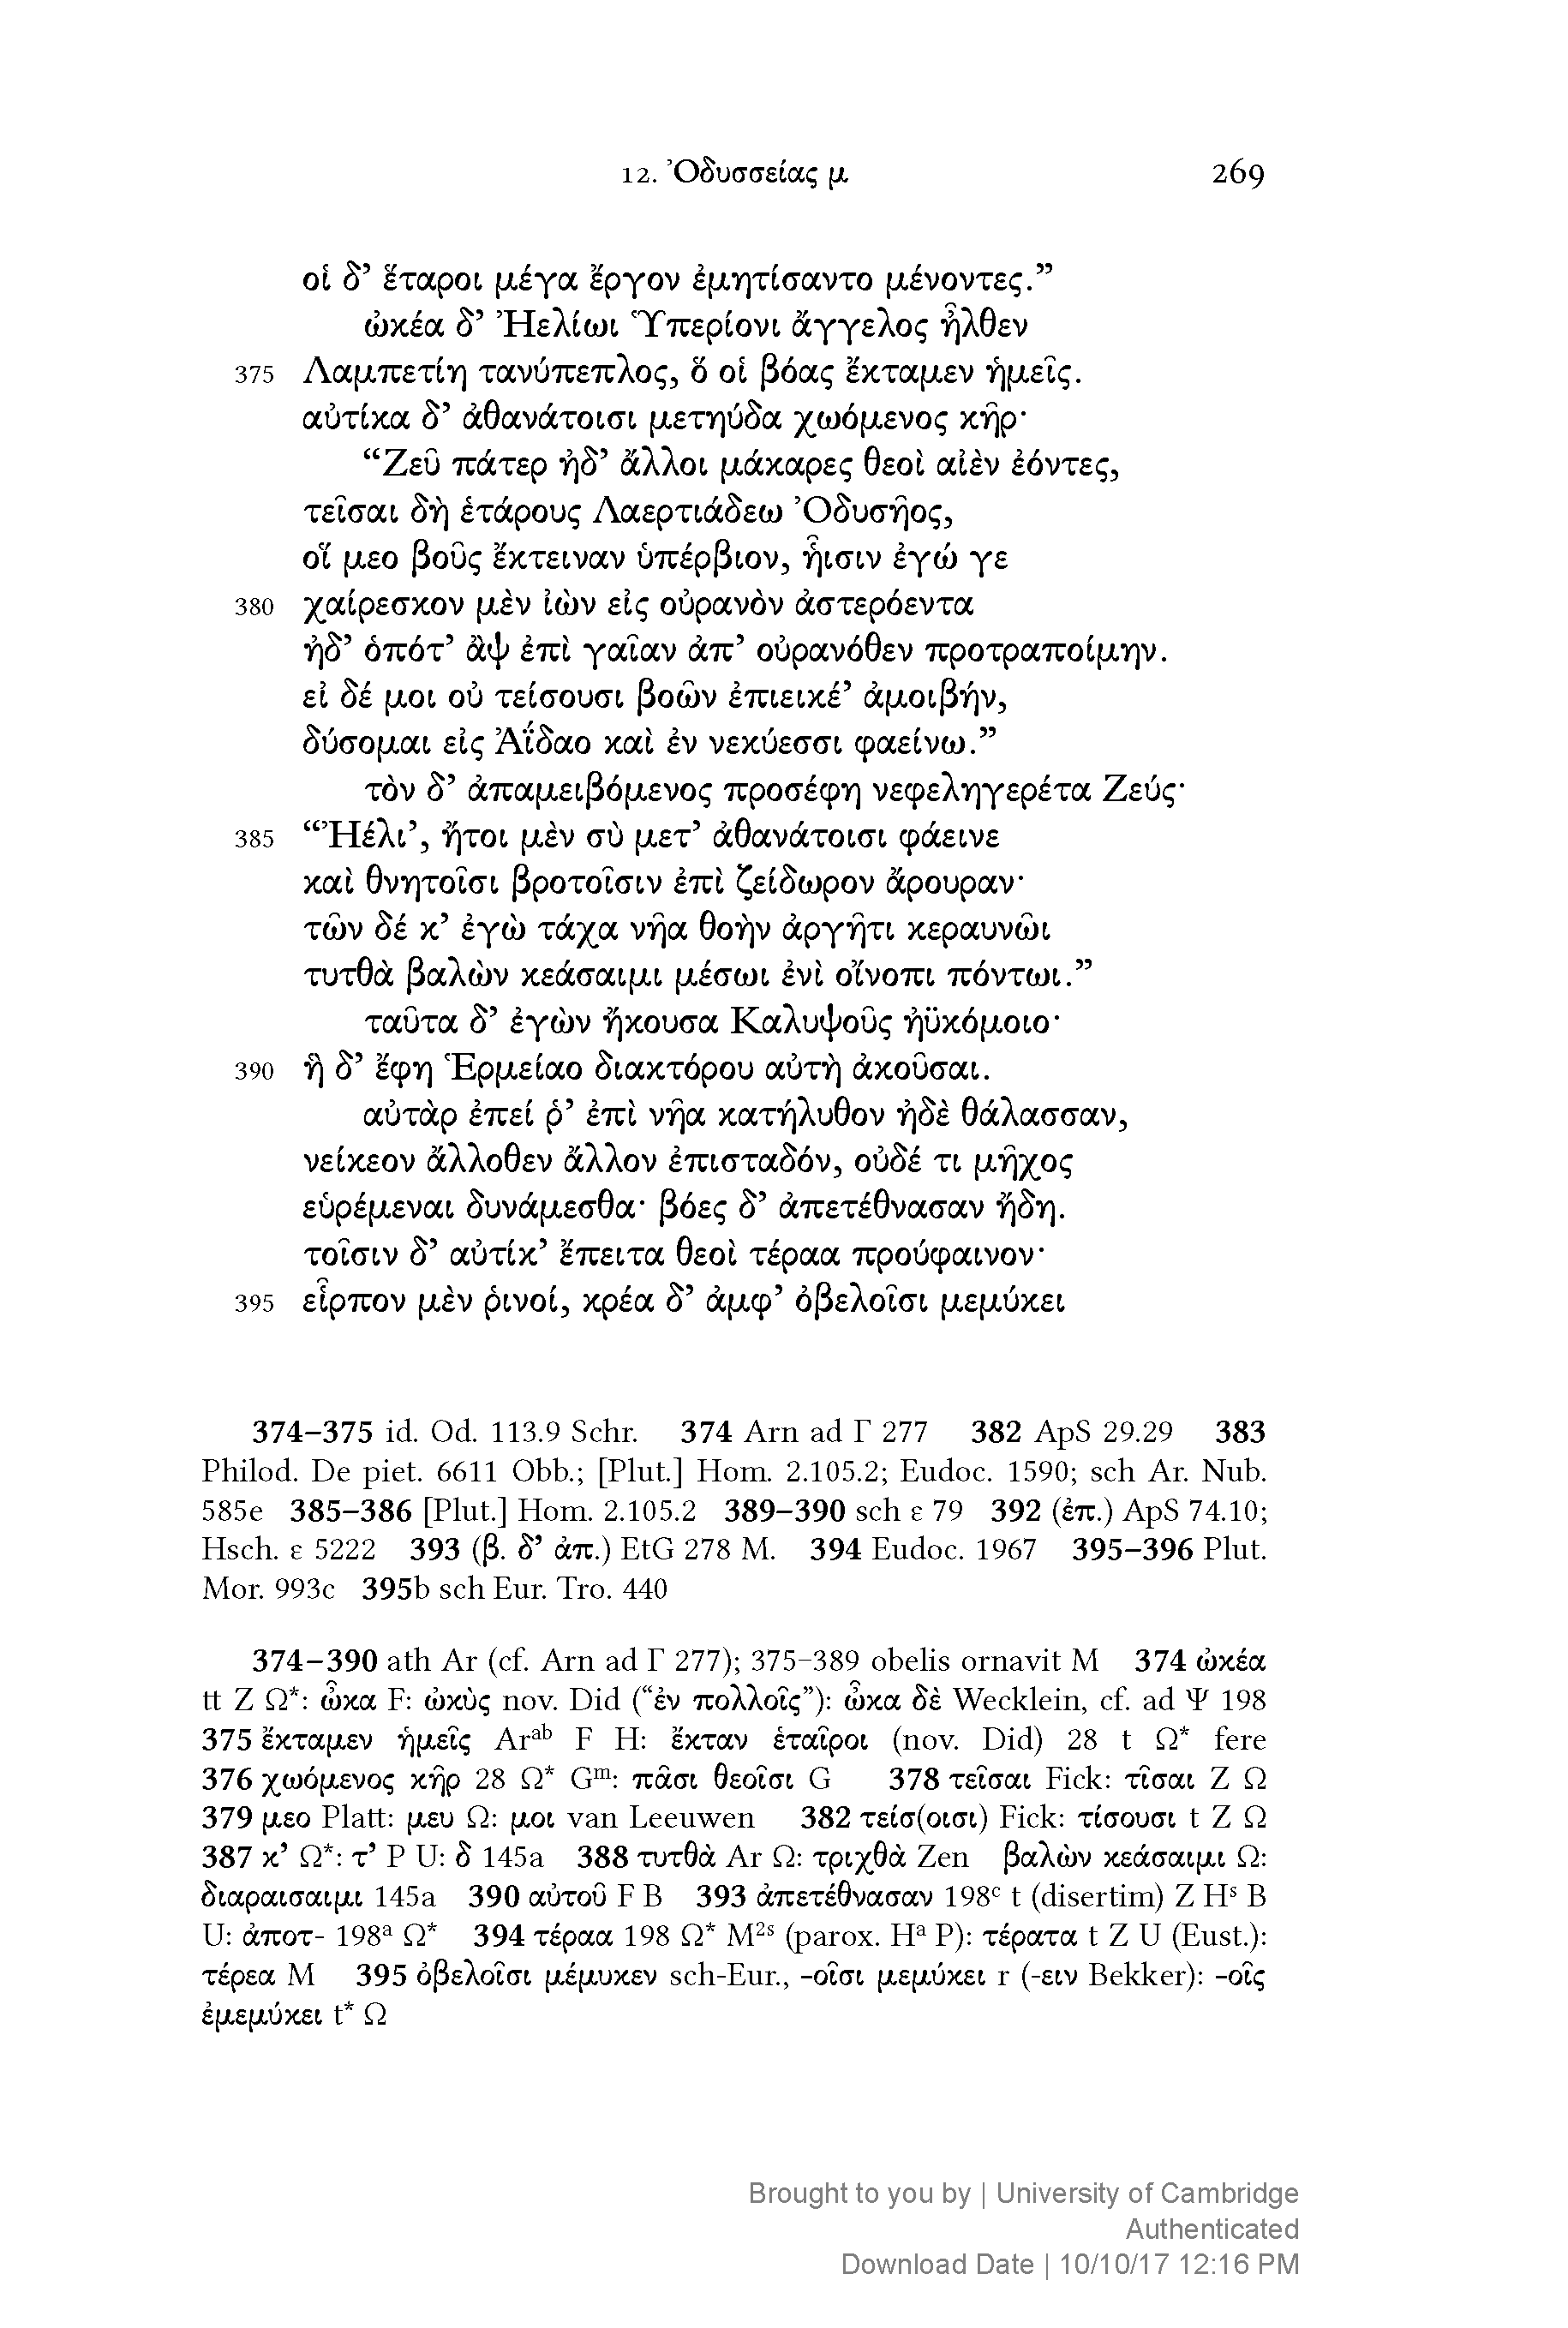 12. Ὀδυσσείας μ 269
οἱ δ’ ἕταροι μέγα ἔργον ἐμητίσαντο μένοντες.”
ὠκέα δ’ Ἠελίωι Ὑπερίονι ἄγγελος ἦλθεν
375 Λαμπετίη τανύπεπλος, ὅ οἱ βόας ἔκταμεν ἡμεῖς.
αὐτίκα δ’ ἀθανάτοισι μετηύδα χωόμενος κῆρ·
“Ζεῦ πάτερ ἠδ’ ἄλλοι μάκαρες θεοὶ αἰὲν ἐόντες,
τεῖσαι δὴ ἑτάρους Λαερτιάδεω Ὀδυσῆος,
οἵ μεο βοῦς ἔκτειναν ὑπέρβιον, ἧισιν ἐγώ γε
380 χαίρεσκον μὲν ἰὼν εἰς οὐρανὸν ἀστερόεντα
ἠδ’ ὁπότ’ ἂψ ἐπὶ γαῖαν ἀπ’ οὐρανόθεν προτραποίμην.
εἰ δέ μοι οὐ τείσουσι βοῶν ἐπιεικέ’ ἀμοιβήν,
δύσομαι εἰς Ἀΐδαο καὶ ἐν νεκύεσσι φαείνω.”
τὸν δ’ ἀπαμειβόμενος προσέφη νεφεληγερέτα Ζεύς·
385 “Ἠέλι’, ἤτοι μὲν σὺ μετ’ ἀθανάτοισι φάεινε
καὶ θνητοῖσι βροτοῖσιν ἐπὶ ζείδωρον ἄρουραν·
τῶν δέ κ’ ἐγὼ τάχα νῆα θοὴν ἀργῆτι κεραυνῶι
τυτθὰ βαλὼν κεάσαιμι μέσωι ἐνὶ οἴνοπι πόντωι.”
ταῦτα δ’ ἐγὼν ἤκουσα Καλυψοῦς ἠϋκόμοιο·
390 ἣ δ’ ἔφη Ἑρμείαο διακτόρου αὐτὴ ἀκοῦσαι.
αὐτὰρ ἐπεί ῥ’ ἐπὶ νῆα κατήλυθον ἠδὲ θάλασσαν,
νείκεον ἄλλοθεν ἄλλον ἐπισταδόν, οὐδέ τι μῆχος
εὑρέμεναι δυνάμεσθα· βόες δ’ ἀπετέθνασαν ἤδη.
τοῖσιν δ’ αὐτίκ’ ἔπειτα θεοὶ τέραα προύφαινον·
395 εἷρπον μὲν ῥινοί, κρέα δ’ ἀμφ’ ὀβελοῖσι μεμύκει
374–375 id. Od. 113.9 Schr. 374 Arn ad Γ 277 382 ApS 29.29 383
Philod. De piet. 6611 Obb.; [Plut.] Hom. 2.105.2; Eudoc. 1590; sch Ar. Nub.
585e 385–386 [Plut.] Hom. 2.105.2 389–390 sch ε 79 392 (ἐπ.) ApS 74.10;
Hsch. ε 5222 393 (β. δ’ ἀπ.) EtG 278 M. 394 Eudoc. 1967 395–396 Plut.
Mor. 993c 395b sch Eur. Tro. 440
374–390 ath Ar (cf. Arn ad Γ 277); 375–389 obelis ornavit M 374 ὠκέα
tt Z Ω*: ὦκα F: ὠκὺς nov. Did (“ἐν πολλοῖς”): ὦκα δὲ Wecklein, cf. ad Ψ 198
375 ἔκταμεν ἡμεῖς Arᵃᵇ F H: ἔκταν ἑταῖροι (nov. Did) 28 t Ω* fere
376 χωόμενος κῆρ 28 Ω* Gᵐ: πᾶσι θεοῖσι G 378 τεῖσαι Fick: τῖσαι Z Ω
379 μεο Platt: μευ Ω: μοι van Leeuwen 382 τείσ(οισι) Fick: τίσουσι t Z Ω
387 κ’ Ω*: τ’ P U: δ 145a 388 τυτθὰ Ar Ω: τριχθὰ Zen βαλὼν κεάσαιμι Ω:
διαραισαιμι 145a 390 αὐτοῦ F B 393 ἀπετέθνασαν 198ᶜ t (disertim) Z Hˢ B
U: ἀποτ- 198ᵃ Ω* 394 τέραα 198 Ω* M²ˢ (parox. Hᵃ P): τέρατα t Z U (Eust.):
τέρεα M 395 ὀβελοῖσι μέμυκεν sch-Eur., -οῖσι μεμύκει r (-ειν Bekker): -οῖς
ἐμεμύκει t* Ω
Brought to you by | University of Cambridge
Authenticated
Download Date | 10/10/17 12:16 PM